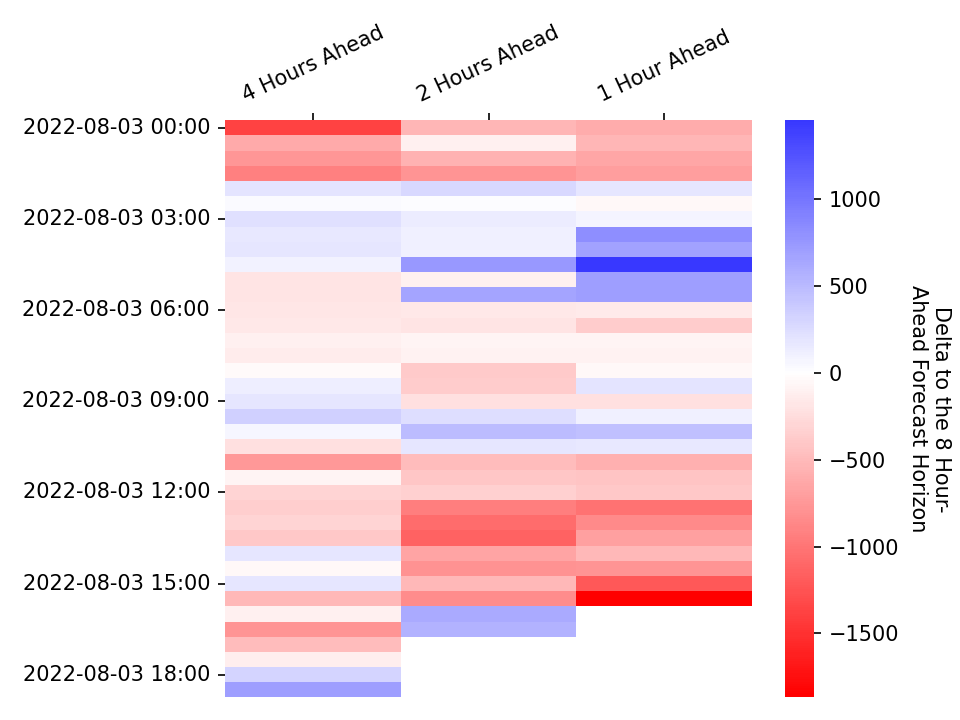 4 Hours Ahead
2 Hours Ahead
1 Hour Ahead
2022-08-03 00:00
2022-08-03 03:00
2022-08-03 06:00
2022-08-03 09:00
2022-08-03 12:00
2022-08-03 15:00
2022-08-03 18:00
1000
500
0
−500
−1000
−1500
Delta to the 8 Hour-
Ahead Forecast Horizon